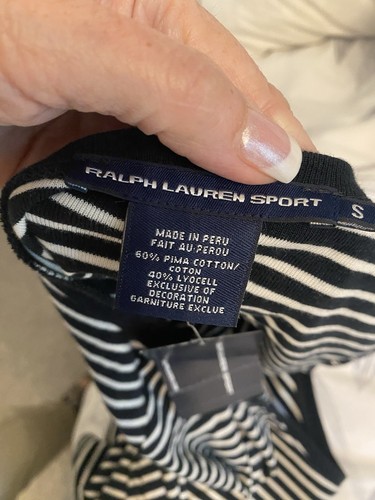 RALPH LAUREN SPORT
S
MADE IN PERU
FAIT AU PEROU
60% PIMA COTTON/
COTON
40% LYOCELL
EXCLUSIVE OF
DECORATION
GARNITURE EXCLUE